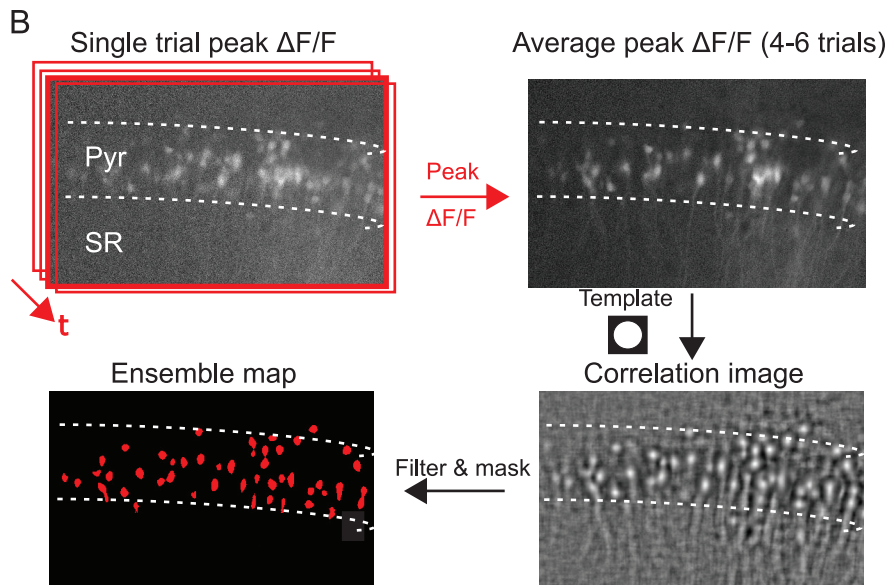 B
Single trial peak ΔF/F
Average peak ΔF/F (4-6 trials)
Pyr
SR
t
Peak
ΔF/F
Template
Ensemble map
Correlation image
Filter & mask